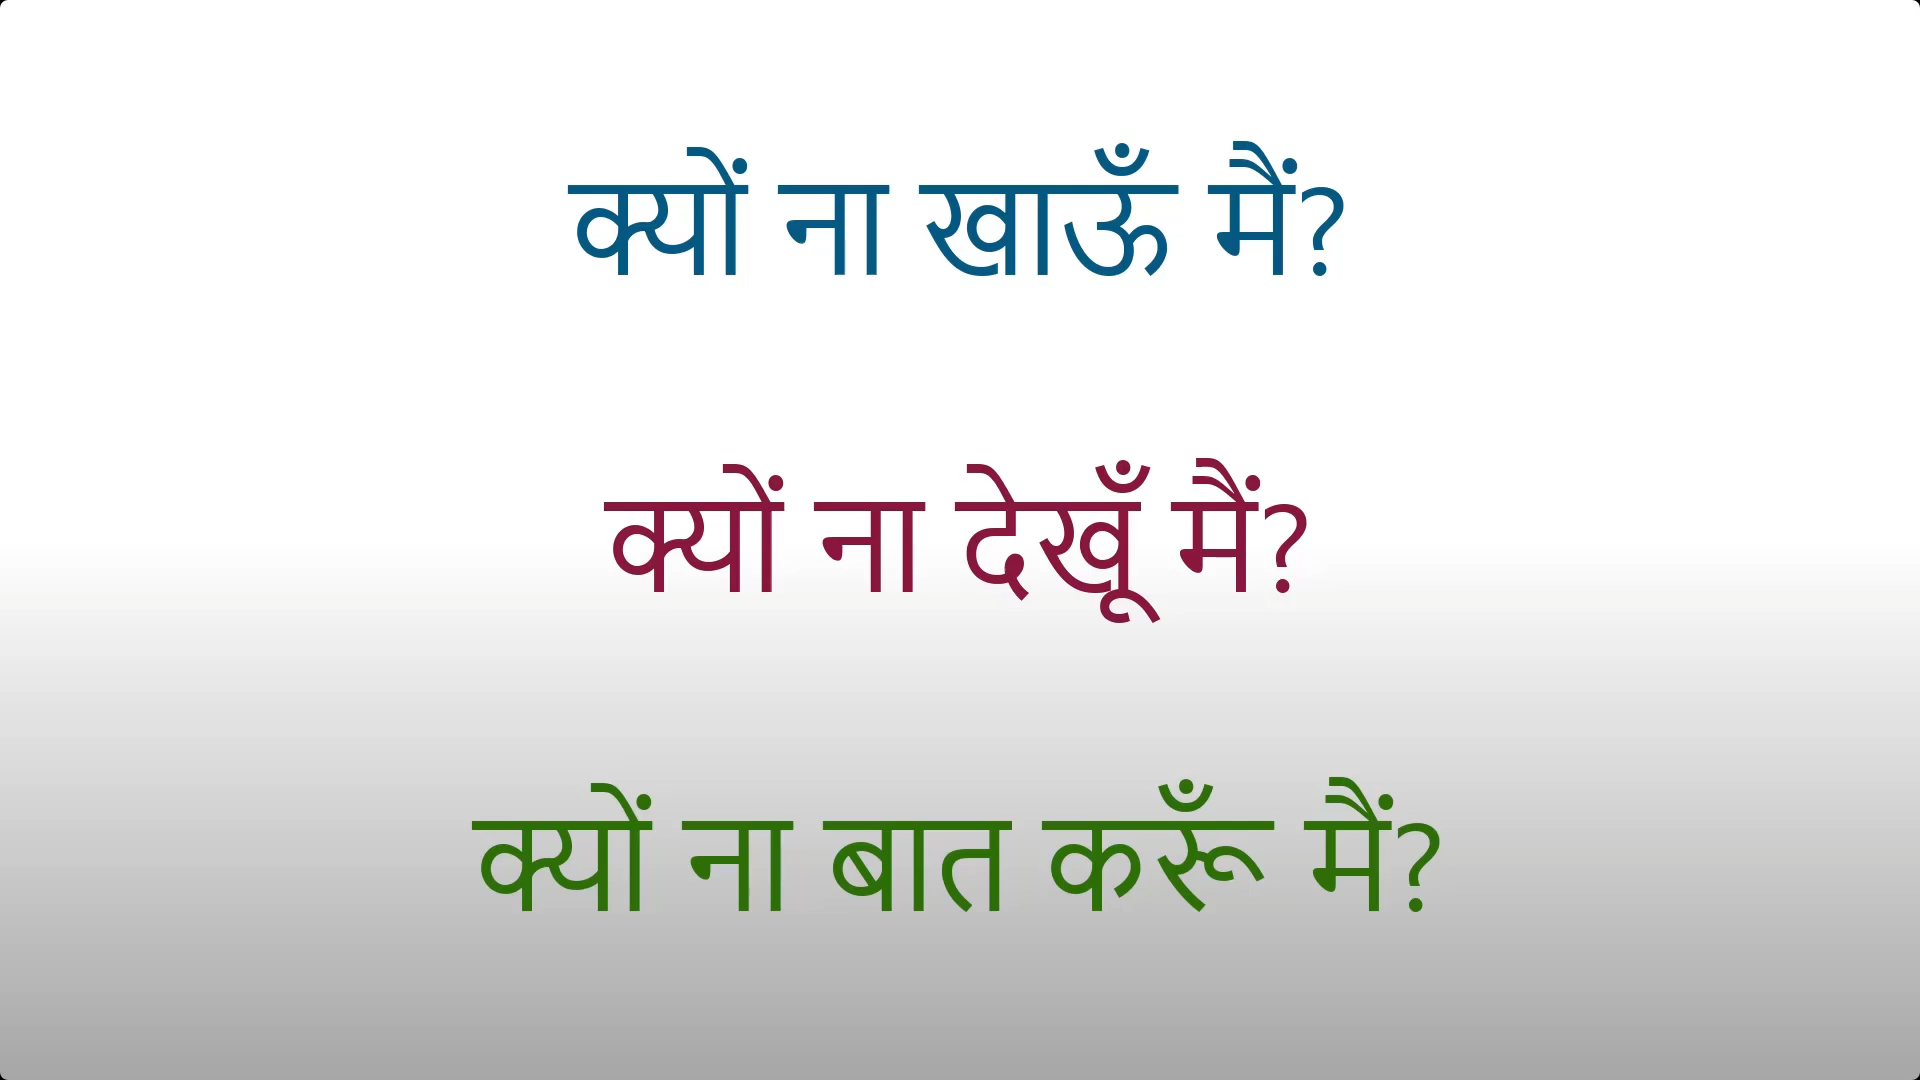 क्यों ना खाऊँ मैं?
क्यों ना देखूँ मैं?
क्यों ना बात करूँ मैं?